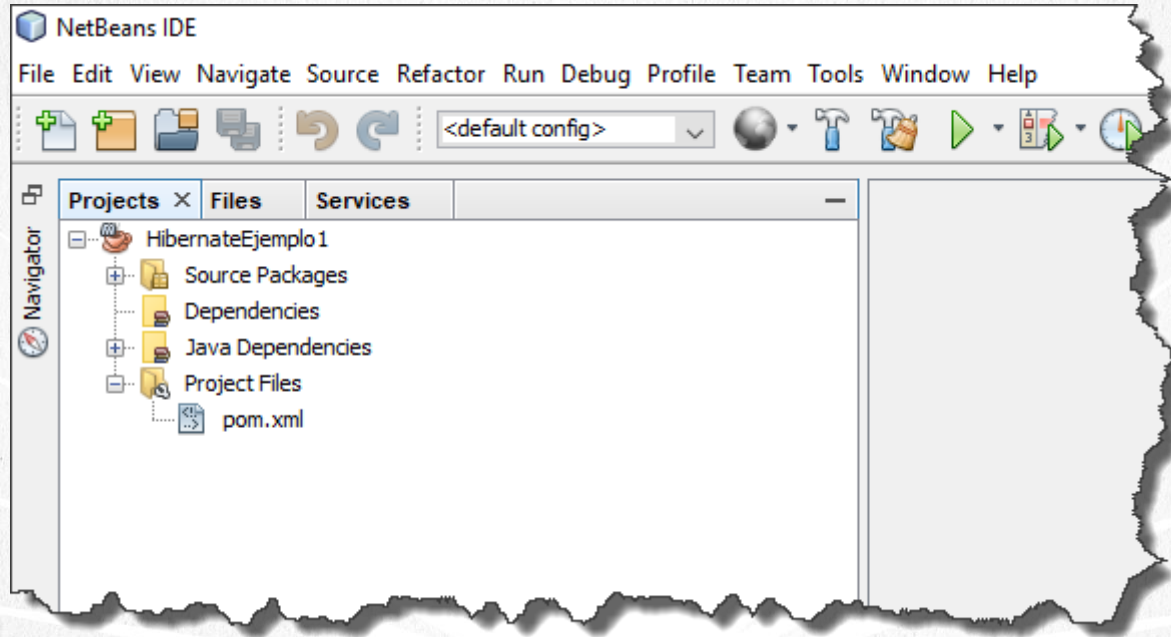 NetBeans IDE
File Edit View Navigate Source Refactor Run Debug Profile Team Tools Window Help
<default config>
Projects Files Services
Navigator
HibernateEjemplo1
Source Packages
Dependencies
Java Dependencies
Project Files
pom.xml